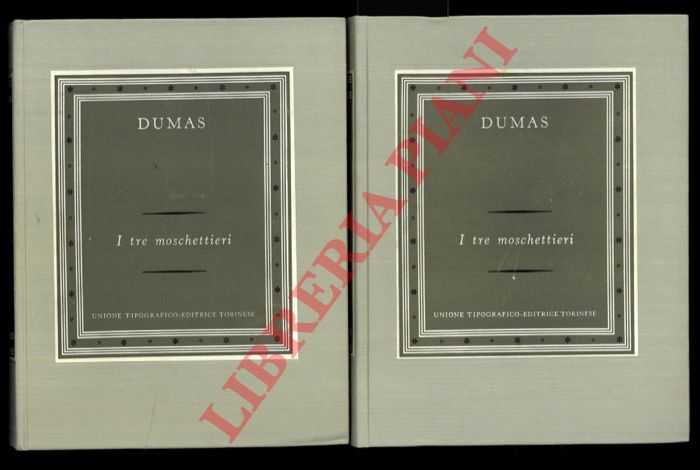 DUMAS
I tre moschettieri
UNIONE TIPOGRAFICO-EDITRICE TORINESE
DUMAS
I tre moschettieri
UNIONE TIPOGRAFICO-EDITRICE TORINESE
LIBRERIA PIANI